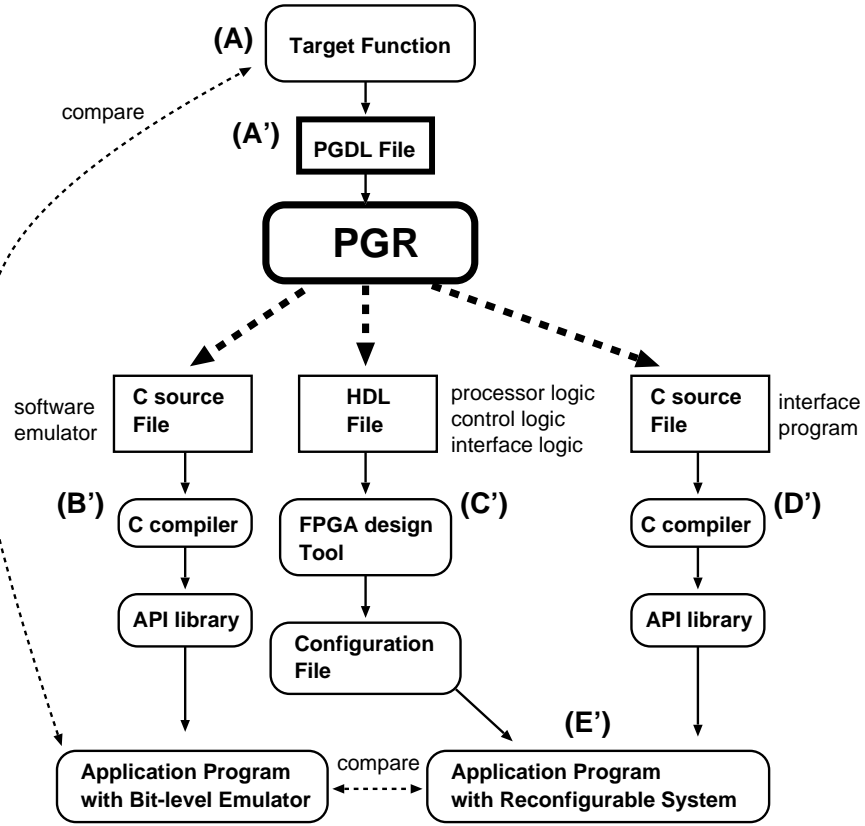 (A)
Target Function
compare
(A’)
PGDL File
PGR
software
emulator
C source
File
HDL
File
processor logic
control logic
interface logic
C source
File
interface
program
(B’)
C compiler
FPGA design
Tool
(C’)
C compiler
(D’)
API library
Configuration
File
API library
(E’)
Application Program
with Bit-level Emulator
compare
Application Program
with Reconfigurable System